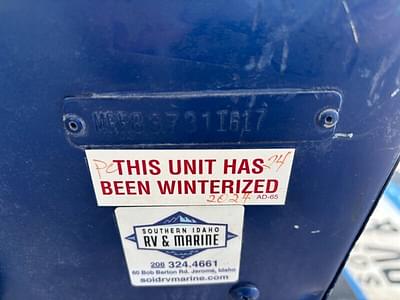 THIS UNIT HAS 24
BEEN WINTERIZED
2024 AD-65
SOUTHERN IDAHO
RV & MARINE
208 324.4661
60 Bob Barton Rd. Jerome, Idaho
soidrvmarine.com